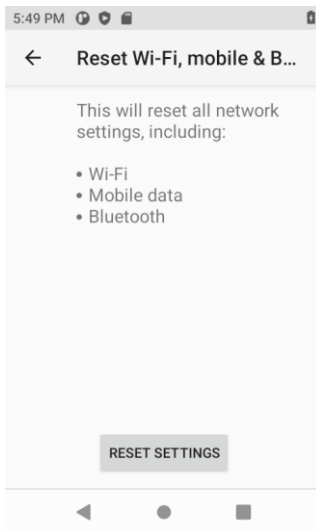 5:49 PM
Reset Wi-Fi, mobile & B...
This will reset all network
settings, including:
• Wi-Fi
• Mobile data
• Bluetooth
RESET SETTINGS